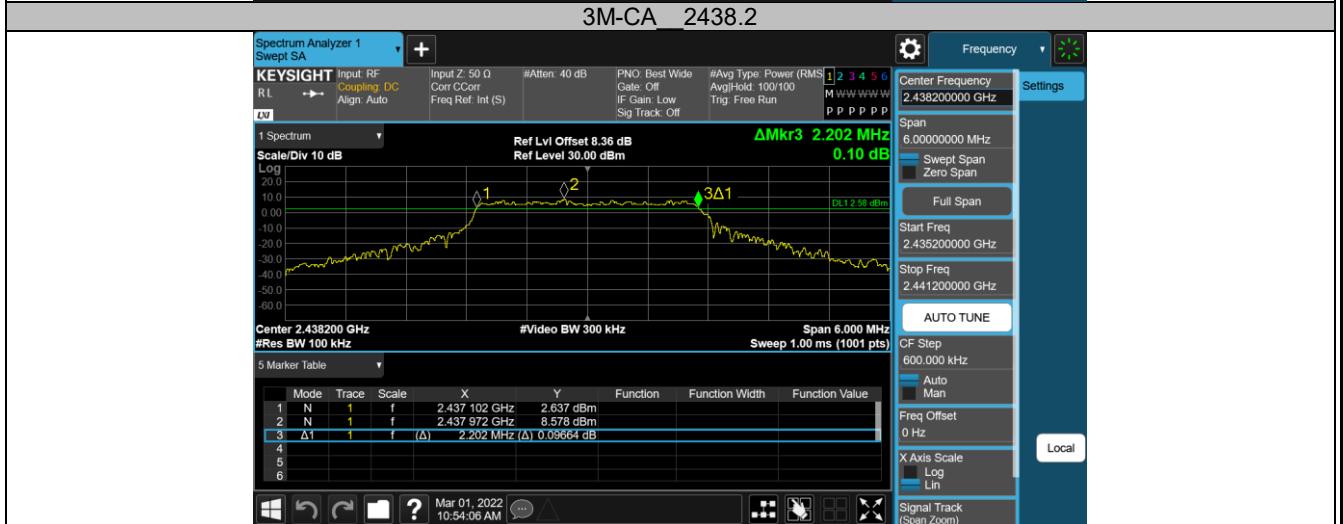 3M-CA__2438.2
Spectrum Analyzer 1
Swept SA
+
Frequency
KEYSIGHT
RL
LXI
Input: RF
Coupling: DC
Align: Auto
Input Z: 50 Ω
Corr CCorr
Freq Ref: Int (S)
#Atten: 40 dB
PNO: Best Wide
Gate: Off
IF Gain: Low
Sig Track: Off
#Avg Type: Power (RMS
Avg|Hold: 100/100
Trig: Free Run
1 2 3 4 5 6
M W W W W W
P P P P P P
1 Spectrum
Scale/Div 10 dB
Ref Lvl Offset 8.36 dB
Ref Level 30.00 dBm
ΔMkr3 2.202 MHz
0.10 dB
Log
20.0
10.0
0.00
-10.0
-20.0
-30.0
-40.0
-50.0
-60.0
1
2
3Δ1
DL1 2.58 dBm
Center 2.438200 GHz
#Res BW 100 kHz
#Video BW 300 kHz
Span 6.000 MHz
Sweep 1.00 ms (1001 pts)
5 Marker Table
Mode Trace Scale X Y Function Function Width Function Value
1 N 1 f 2.437 102 GHz 2.637 dBm
2 N 1 f 2.437 972 GHz 8.578 dBm
3 Δ1 1 f (Δ) 2.202 MHz (Δ) 0.09664 dB
4
5
6
?
Mar 01, 2022
10:54:06 AM
Center Frequency
2.438200000 GHz
Settings
Span
6.00000000 MHz
Swept Span
Zero Span
Full Span
Start Freq
2.435200000 GHz
Stop Freq
2.441200000 GHz
AUTO TUNE
CF Step
600.000 kHz
Auto
Man
Freq Offset
0 Hz
X Axis Scale
Log
Lin
Local
Signal Track
(Span Zoom)